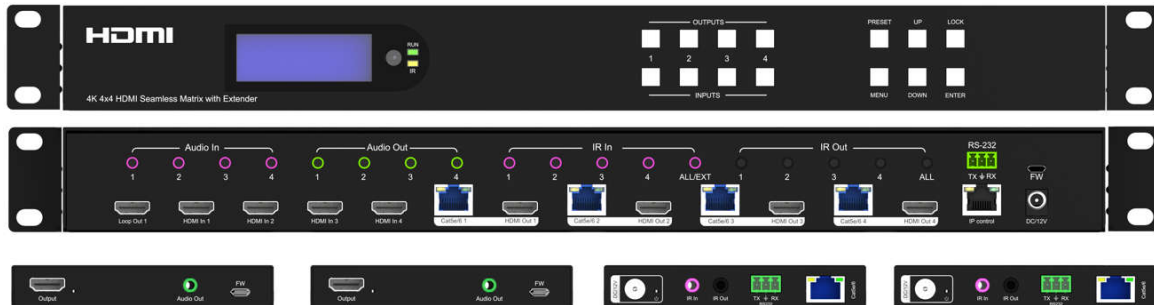 HDMI
RUN
IR
4K 4x4 HDMI Seamless Matrix with Extender
OUTPUTS
1 2 3 4
INPUTS
PRESET UP LOCK
MENU DOWN ENTER
Audio In Audio Out IR In IR Out
1 2 3 4 1 2 3 4 1 2 3 4 ALL/EXT 1 2 3 4 ALL
RS-232
TX RX
FW
Loop Out 1 HDMI In 1 HDMI In 2 HDMI In 3 HDMI In 4 Cat5e/6 1 HDMI Out 1 Cat5e/6 2 HDMI Out 2 Cat5e/6 3 HDMI Out 3 Cat5e/6 4 HDMI Out 4 IP control DC/12V
Output Audio Out FW
Output Audio Out FW
DC/12V IR In IR Out TX RX RS232 Cat5e/6
DC/12V IR In IR Out TX RX RS232 Cat5e/6